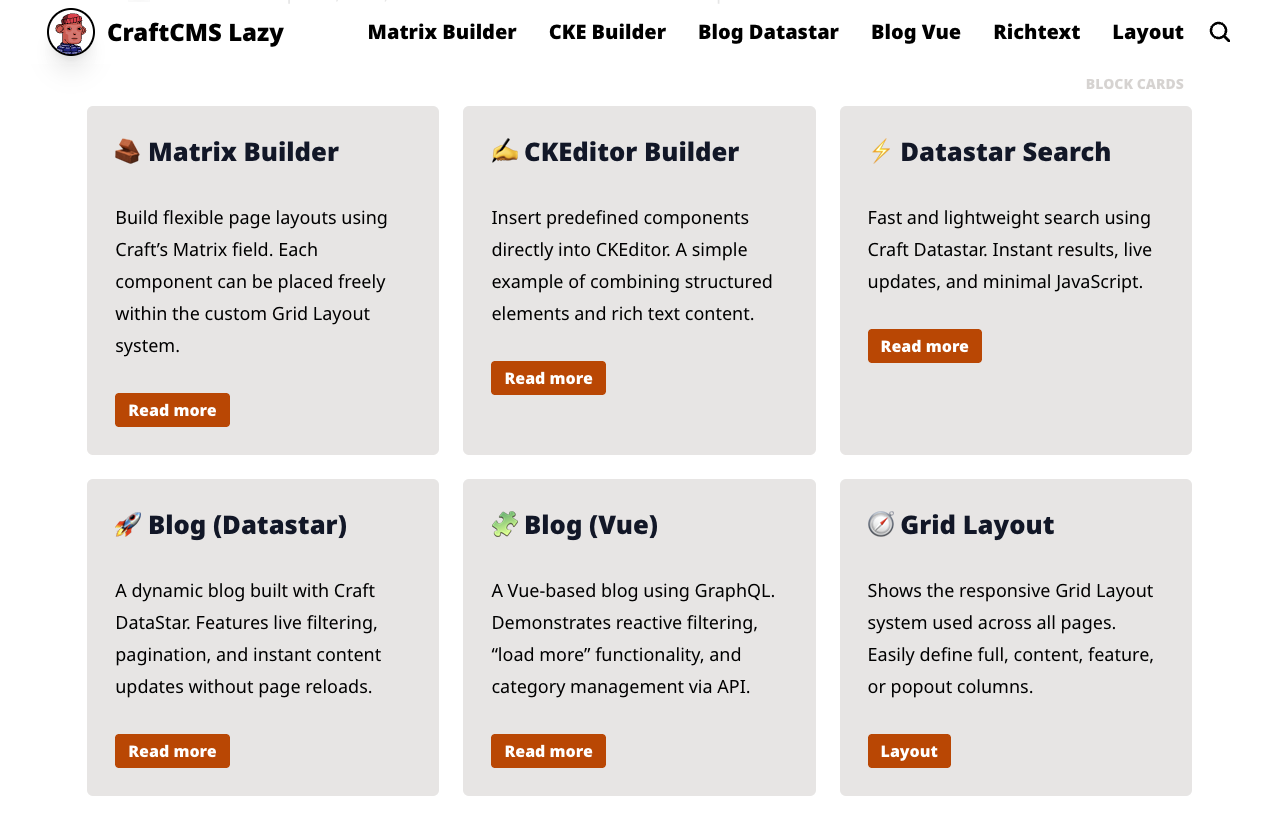 CraftCMS Lazy
Matrix Builder
CKE Builder
Blog Datastar
Blog Vue
Richtext
Layout
BLOCK CARDS
Matrix Builder
Build flexible page layouts using
Craft’s Matrix field. Each
component can be placed freely
within the custom Grid Layout
system.
Read more
CKEditor Builder
Insert predefined components
directly into CKEditor. A simple
example of combining structured
elements and rich text content.
Read more
Datastar Search
Fast and lightweight search using
Craft Datastar. Instant results, live
updates, and minimal JavaScript.
Read more
Blog (Datastar)
A dynamic blog built with Craft
DataStar. Features live filtering,
pagination, and instant content
updates without page reloads.
Read more
Blog (Vue)
A Vue-based blog using GraphQL.
Demonstrates reactive filtering,
“load more” functionality, and
category management via API.
Read more
Grid Layout
Shows the responsive Grid Layout
system used across all pages.
Easily define full, content, feature,
or popout columns.
Layout